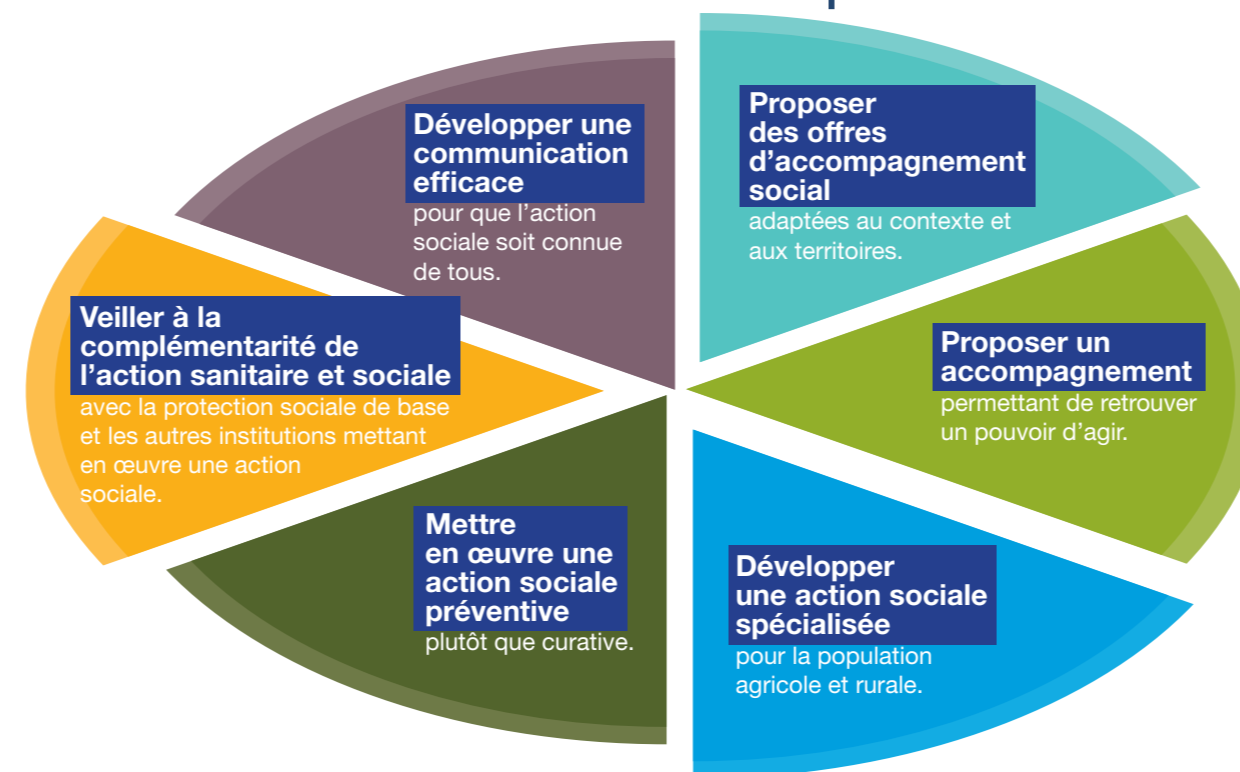 Développer une
communication
efficace
pour que l'action
sociale soit connue
de tous.
Proposer
des offres
d'accompagnement
social
adaptées au contexte et
aux territoires.
Proposer un
accompagnement
permettant de retrouver
un pouvoir d'agir.
Développer
une action sociale
spécialisée
pour la population
agricole et rurale.
Mettre
en œuvre une
action sociale
préventive
plutôt que curative.
Veiller à la
complémentarité de
l'action sanitaire et sociale
avec la protection sociale de base
et les autres institutions mettant
en œuvre une action
sociale.